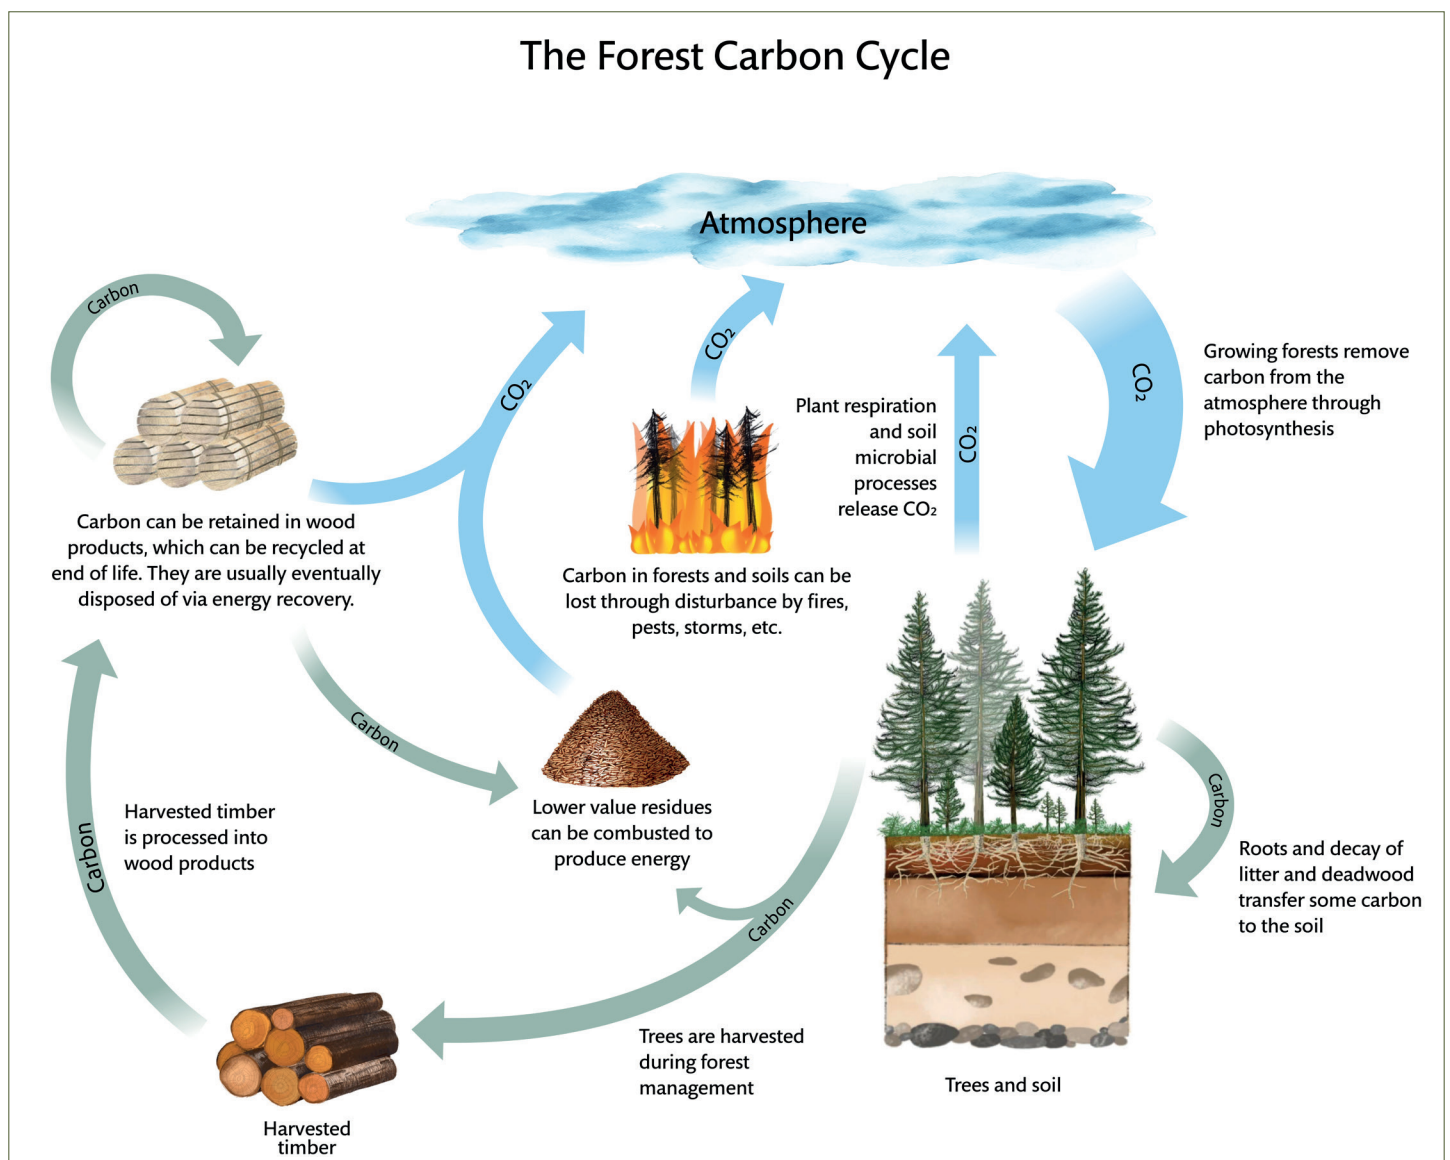 The Forest Carbon Cycle
Atmosphere
Carbon
CO₂
CO₂
CO₂
CO₂
Growing forests remove
carbon from the
atmosphere through
photosynthesis
Plant respiration
and soil
microbial
processes
release CO₂
Carbon can be retained in wood
products, which can be recycled at
end of life. They are usually eventually
disposed of via energy recovery.
Carbon in forests and soils can be
lost through disturbance by fires,
pests, storms, etc.
Carbon
Carbon
Lower value residues
can be combusted to
produce energy
Harvested timber
is processed into
wood products
Carbon
Roots and decay of
litter and deadwood
transfer some carbon
to the soil
Carbon
Trees are harvested
during forest
management
Trees and soil
Harvested
timber